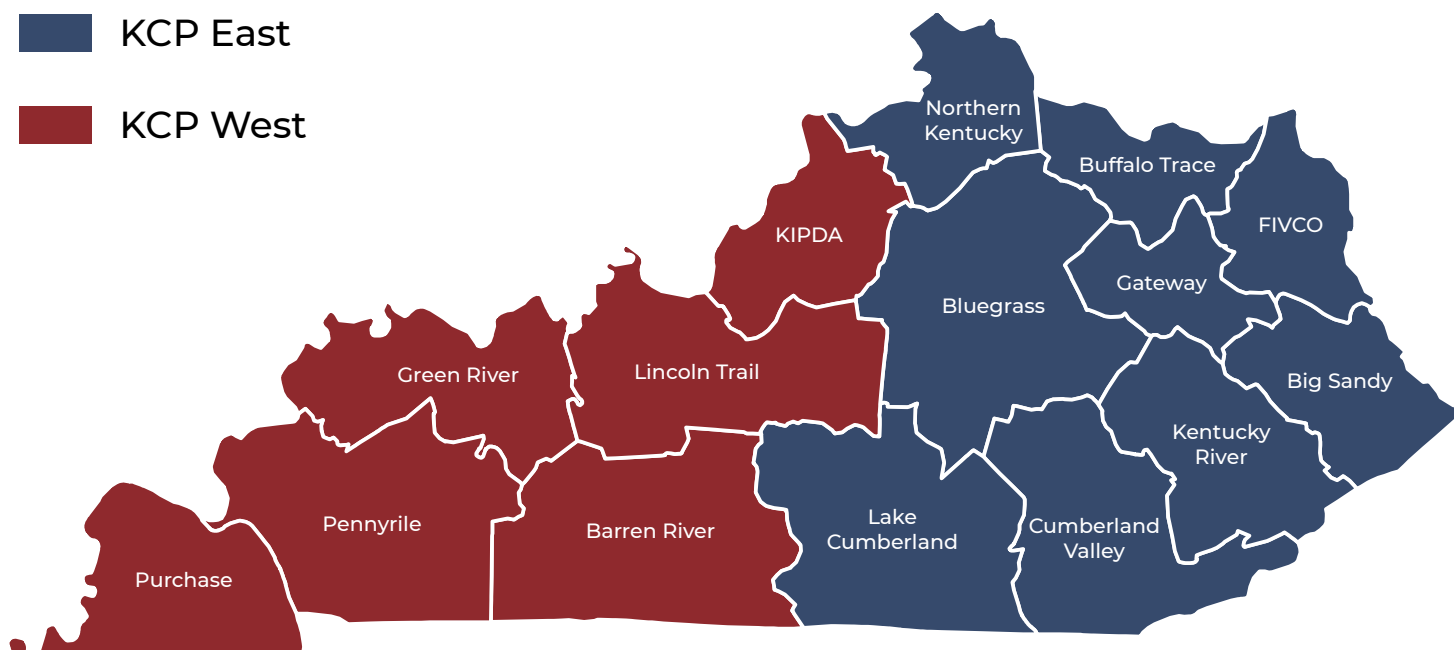 KCP East
KCP West
Northern
Kentucky
Buffalo Trace
FIVCO
KIPDA
Gateway
Bluegrass
Lincoln Trail
Green River
Big Sandy
Kentucky
River
Lake
Cumberland
Cumberland
Valley
Pennyrile
Barren River
Purchase